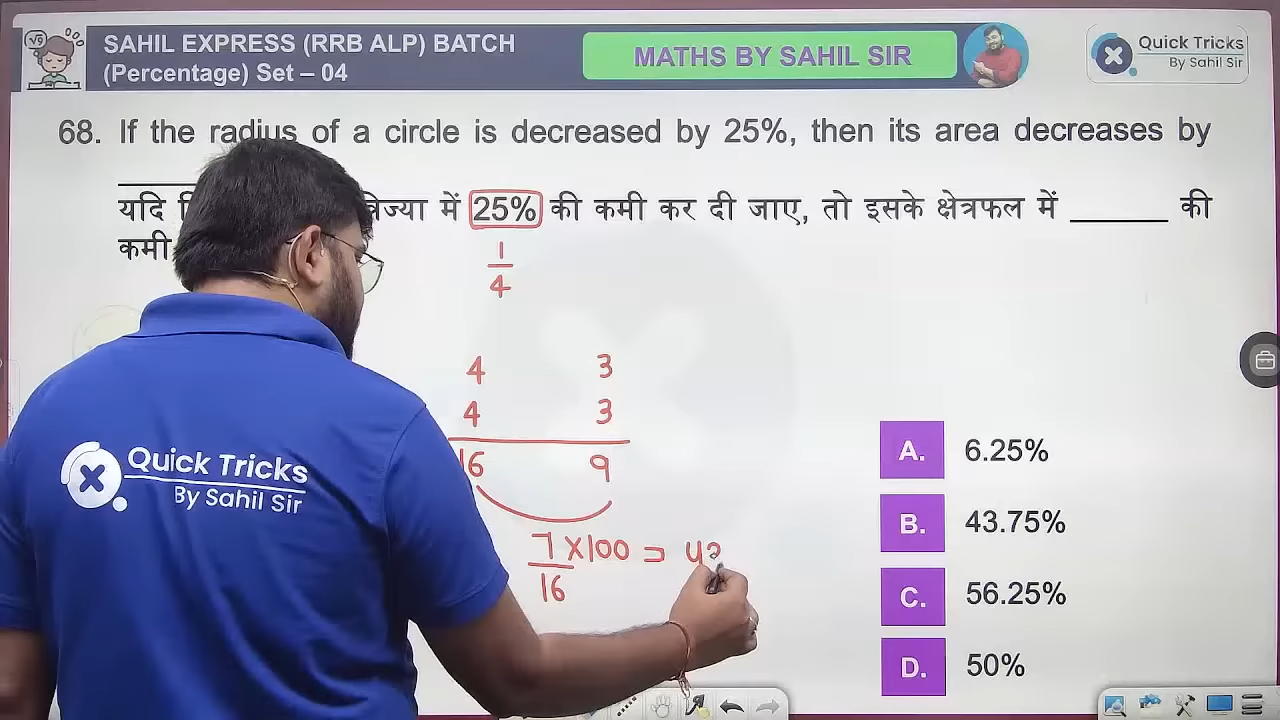 SAHIL EXPRESS (RRB ALP) BATCH
(Percentage) Set – 04
MATHS BY SAHIL SIR
Quick Tricks
By Sahil Sir
68. If the radius of a circle is decreased by 25%, then its area decreases by
यदि में 25% की कमी कर दी जाए, तो इसके क्षेत्रफल में ______ की
कमी
1
4
4 3
4 3
16 9
7 × 100 = 43
16
A. 6.25%
B. 43.75%
C. 56.25%
D. 50%
Quick Tricks
By Sahil Sir